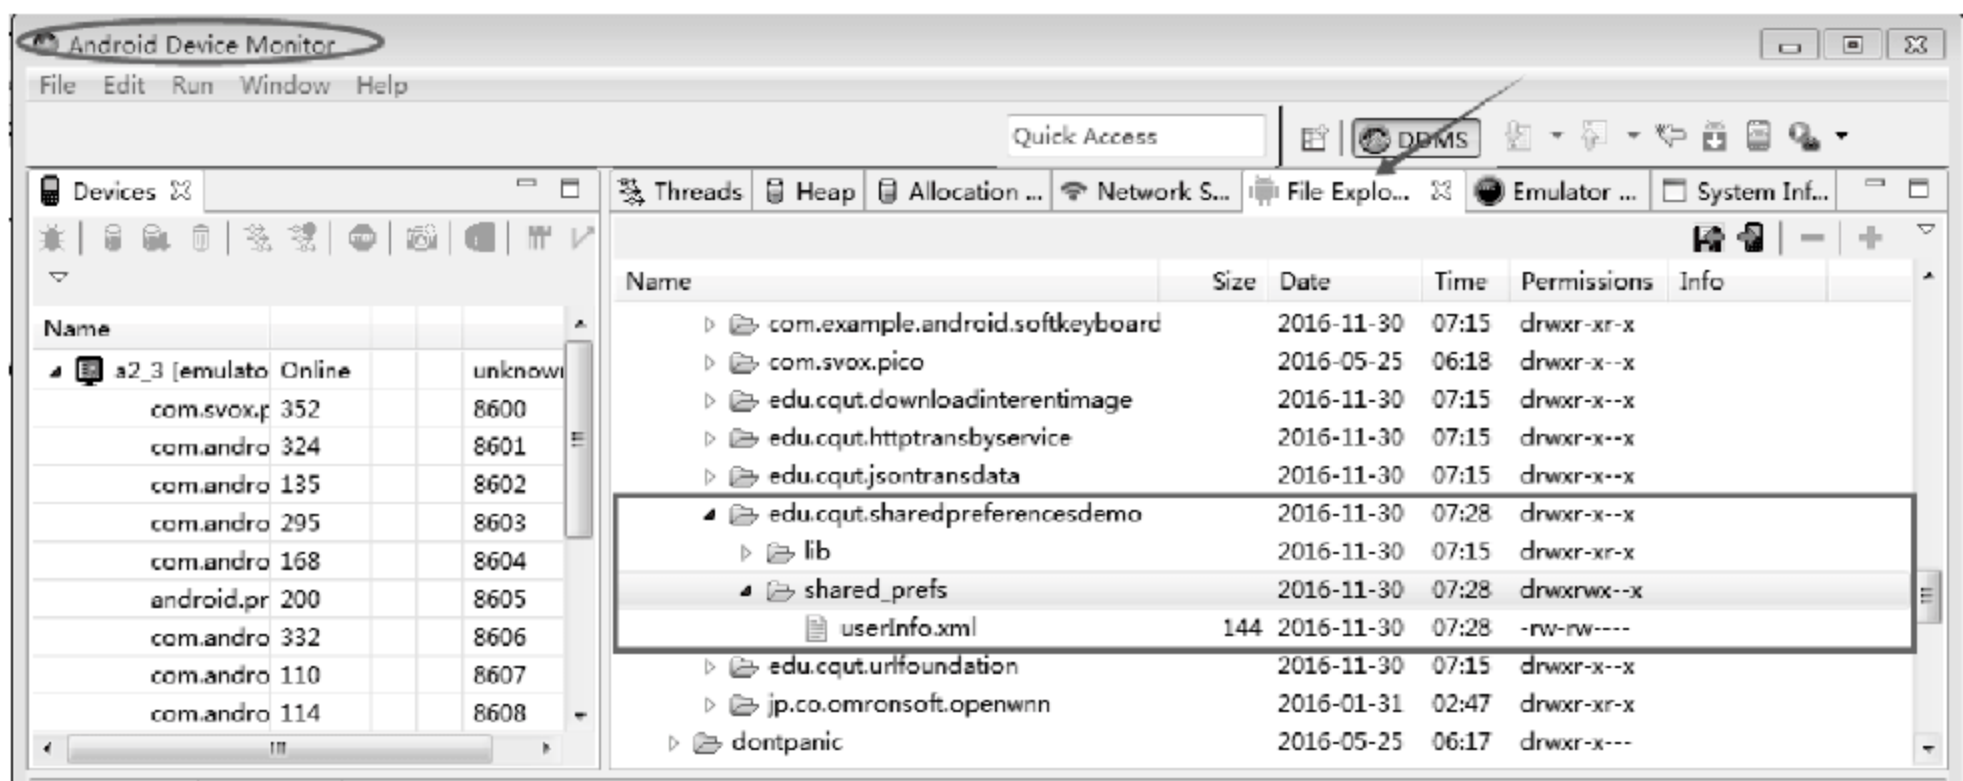 Android Device Monitor
File Edit Run Window Help
Quick Access DDMS
Devices
Threads Heap Allocation ... Network S... File Explo... Emulator ... System Inf...
Name
a2_3 [emulato Online unknown
com.svox.p 352 8600
com.andro 324 8601
com.andro 135 8602
com.andro 295 8603
com.andro 168 8604
android.pr 200 8605
com.andro 332 8606
com.andro 110 8607
com.andro 114 8608
Name Size Date Time Permissions Info
com.example.android.softkeyboard 2016-11-30 07:15 drwxr-xr-x
com.svox.pico 2016-05-25 06:18 drwxr-x--x
edu.cqut.downloadinterentimage 2016-11-30 07:15 drwxr-x--x
edu.cqut.httptransbyservice 2016-11-30 07:15 drwxr-x--x
edu.cqut.jsontransdata 2016-11-30 07:15 drwxr-x--x
edu.cqut.sharedpreferencesdemo 2016-11-30 07:28 drwxr-x--x
lib 2016-11-30 07:15 drwxr-xr-x
shared_prefs 2016-11-30 07:28 drwxrwx--x
userInfo.xml 144 2016-11-30 07:28 -rw-rw----
edu.cqut.urlfoundation 2016-11-30 07:15 drwxr-x--x
jp.co.omronsoft.openwnn 2016-01-31 02:47 drwxr-xr-x
dontpanic 2016-05-25 06:17 drwxr-x---